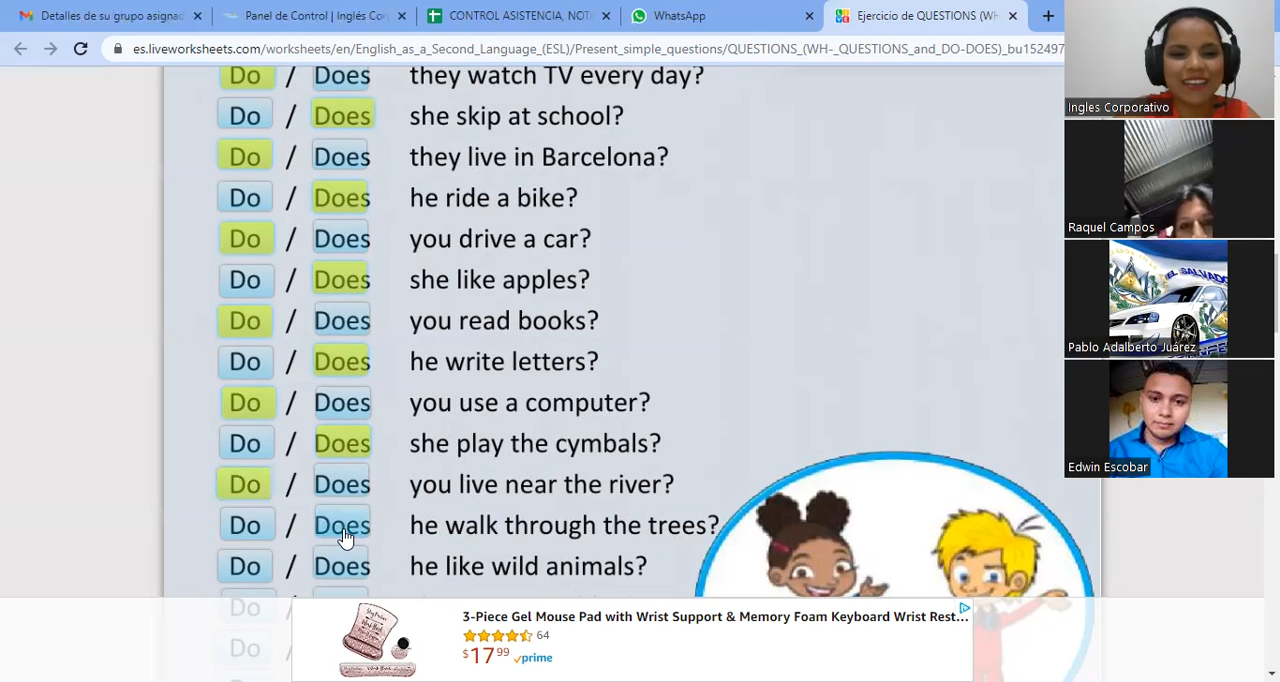 Detalles de su grupo asignad
Panel de Control | Inglés Cor
CONTROL ASISTENCIA, NOT
WhatsApp
Ejercicio de QUESTIONS (WH
es.liveworksheets.com/worksheets/en/English_as_a_Second_Language_(ESL)/Present_simple_questions/QUESTIONS_(WH-_QUESTIONS_and_DO-DOES)_bu152497
Do / Does they watch TV every day?
Do / Does she skip at school?
Do / Does they live in Barcelona?
Do / Does he ride a bike?
Do / Does you drive a car?
Do / Does she like apples?
Do / Does you read books?
Do / Does he write letters?
Do / Does you use a computer?
Do / Does she play the cymbals?
Do / Does you live near the river?
Do / Does he walk through the trees?
Do / Does he like wild animals?
Do
Do
3-Piece Gel Mouse Pad with Wrist Support & Memory Foam Keyboard Wrist Rest...
64
$17 99 prime
Ingles Corporativo
Raquel Campos
EL SALVADO
Pablo Adalberto Juárez
Edwin Escobar